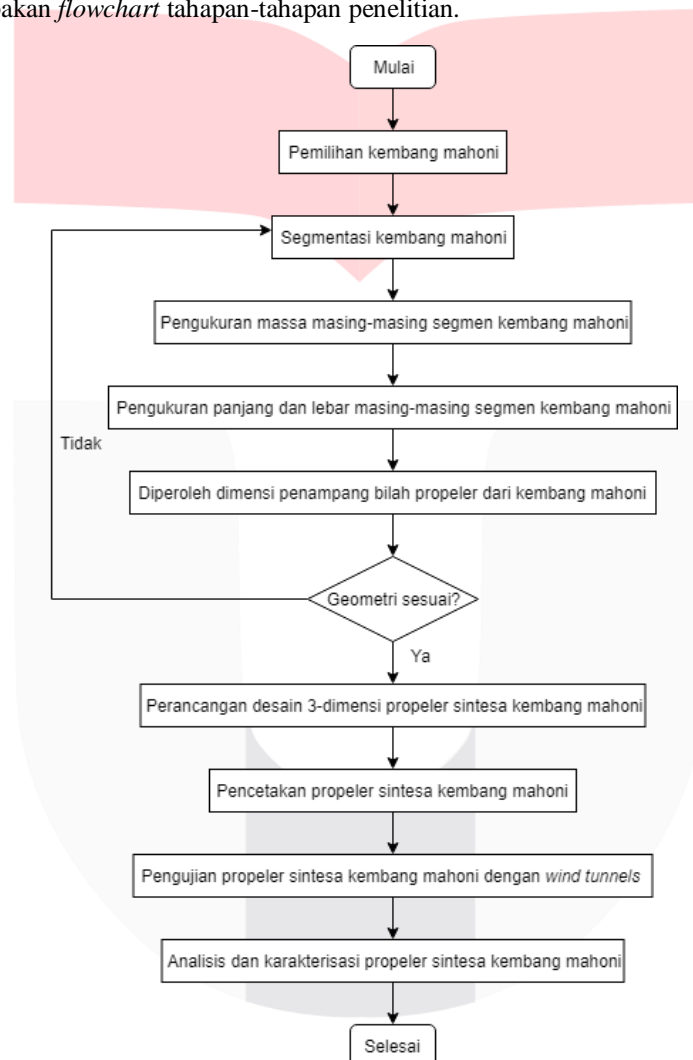 bakan flowchart tahapan-tahapan penelitian.
Mulai
Pemilihan kembang mahoni
Segmentasi kembang mahoni
Pengukuran massa masing-masing segmen kembang mahoni
Pengukuran panjang dan lebar masing-masing segmen kembang mahoni
Tidak
Diperoleh dimensi penampang bilah propeler dari kembang mahoni
Geometri sesuai?
Ya
Perancangan desain 3-dimensi propeler sintesa kembang mahoni
Pencetakan propeler sintesa kembang mahoni
Pengujian propeler sintesa kembang mahoni dengan wind tunnels
Analisis dan karakterisasi propeler sintesa kembang mahoni
Selesai